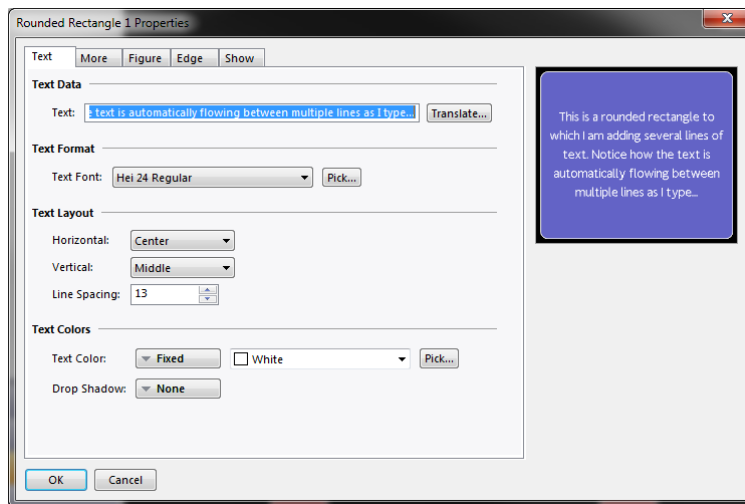 Rounded Rectangle 1 Properties
Text More Figure Edge Show
Text Data
Text: text is automatically flowing between multiple lines as I type... Translate...
Text Format
Text Font: Hei 24 Regular Pick...
Text Layout
Horizontal: Center
Vertical: Middle
Line Spacing: 13
Text Colors
Text Color: Fixed White Pick...
Drop Shadow: None
OK Cancel
This is a rounded rectangle to
which I am adding several lines of
text. Notice how the text is
automatically flowing between
multiple lines as I type...